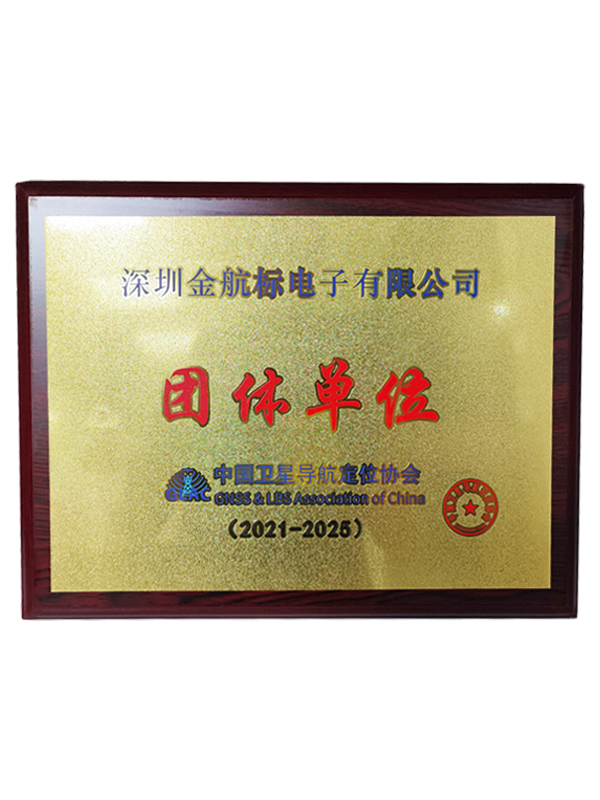 深圳金航标电子有限公司
团体单位
GLAC
中国卫星导航定位协会
GNSS & LBS Association of China
(2021-2025)